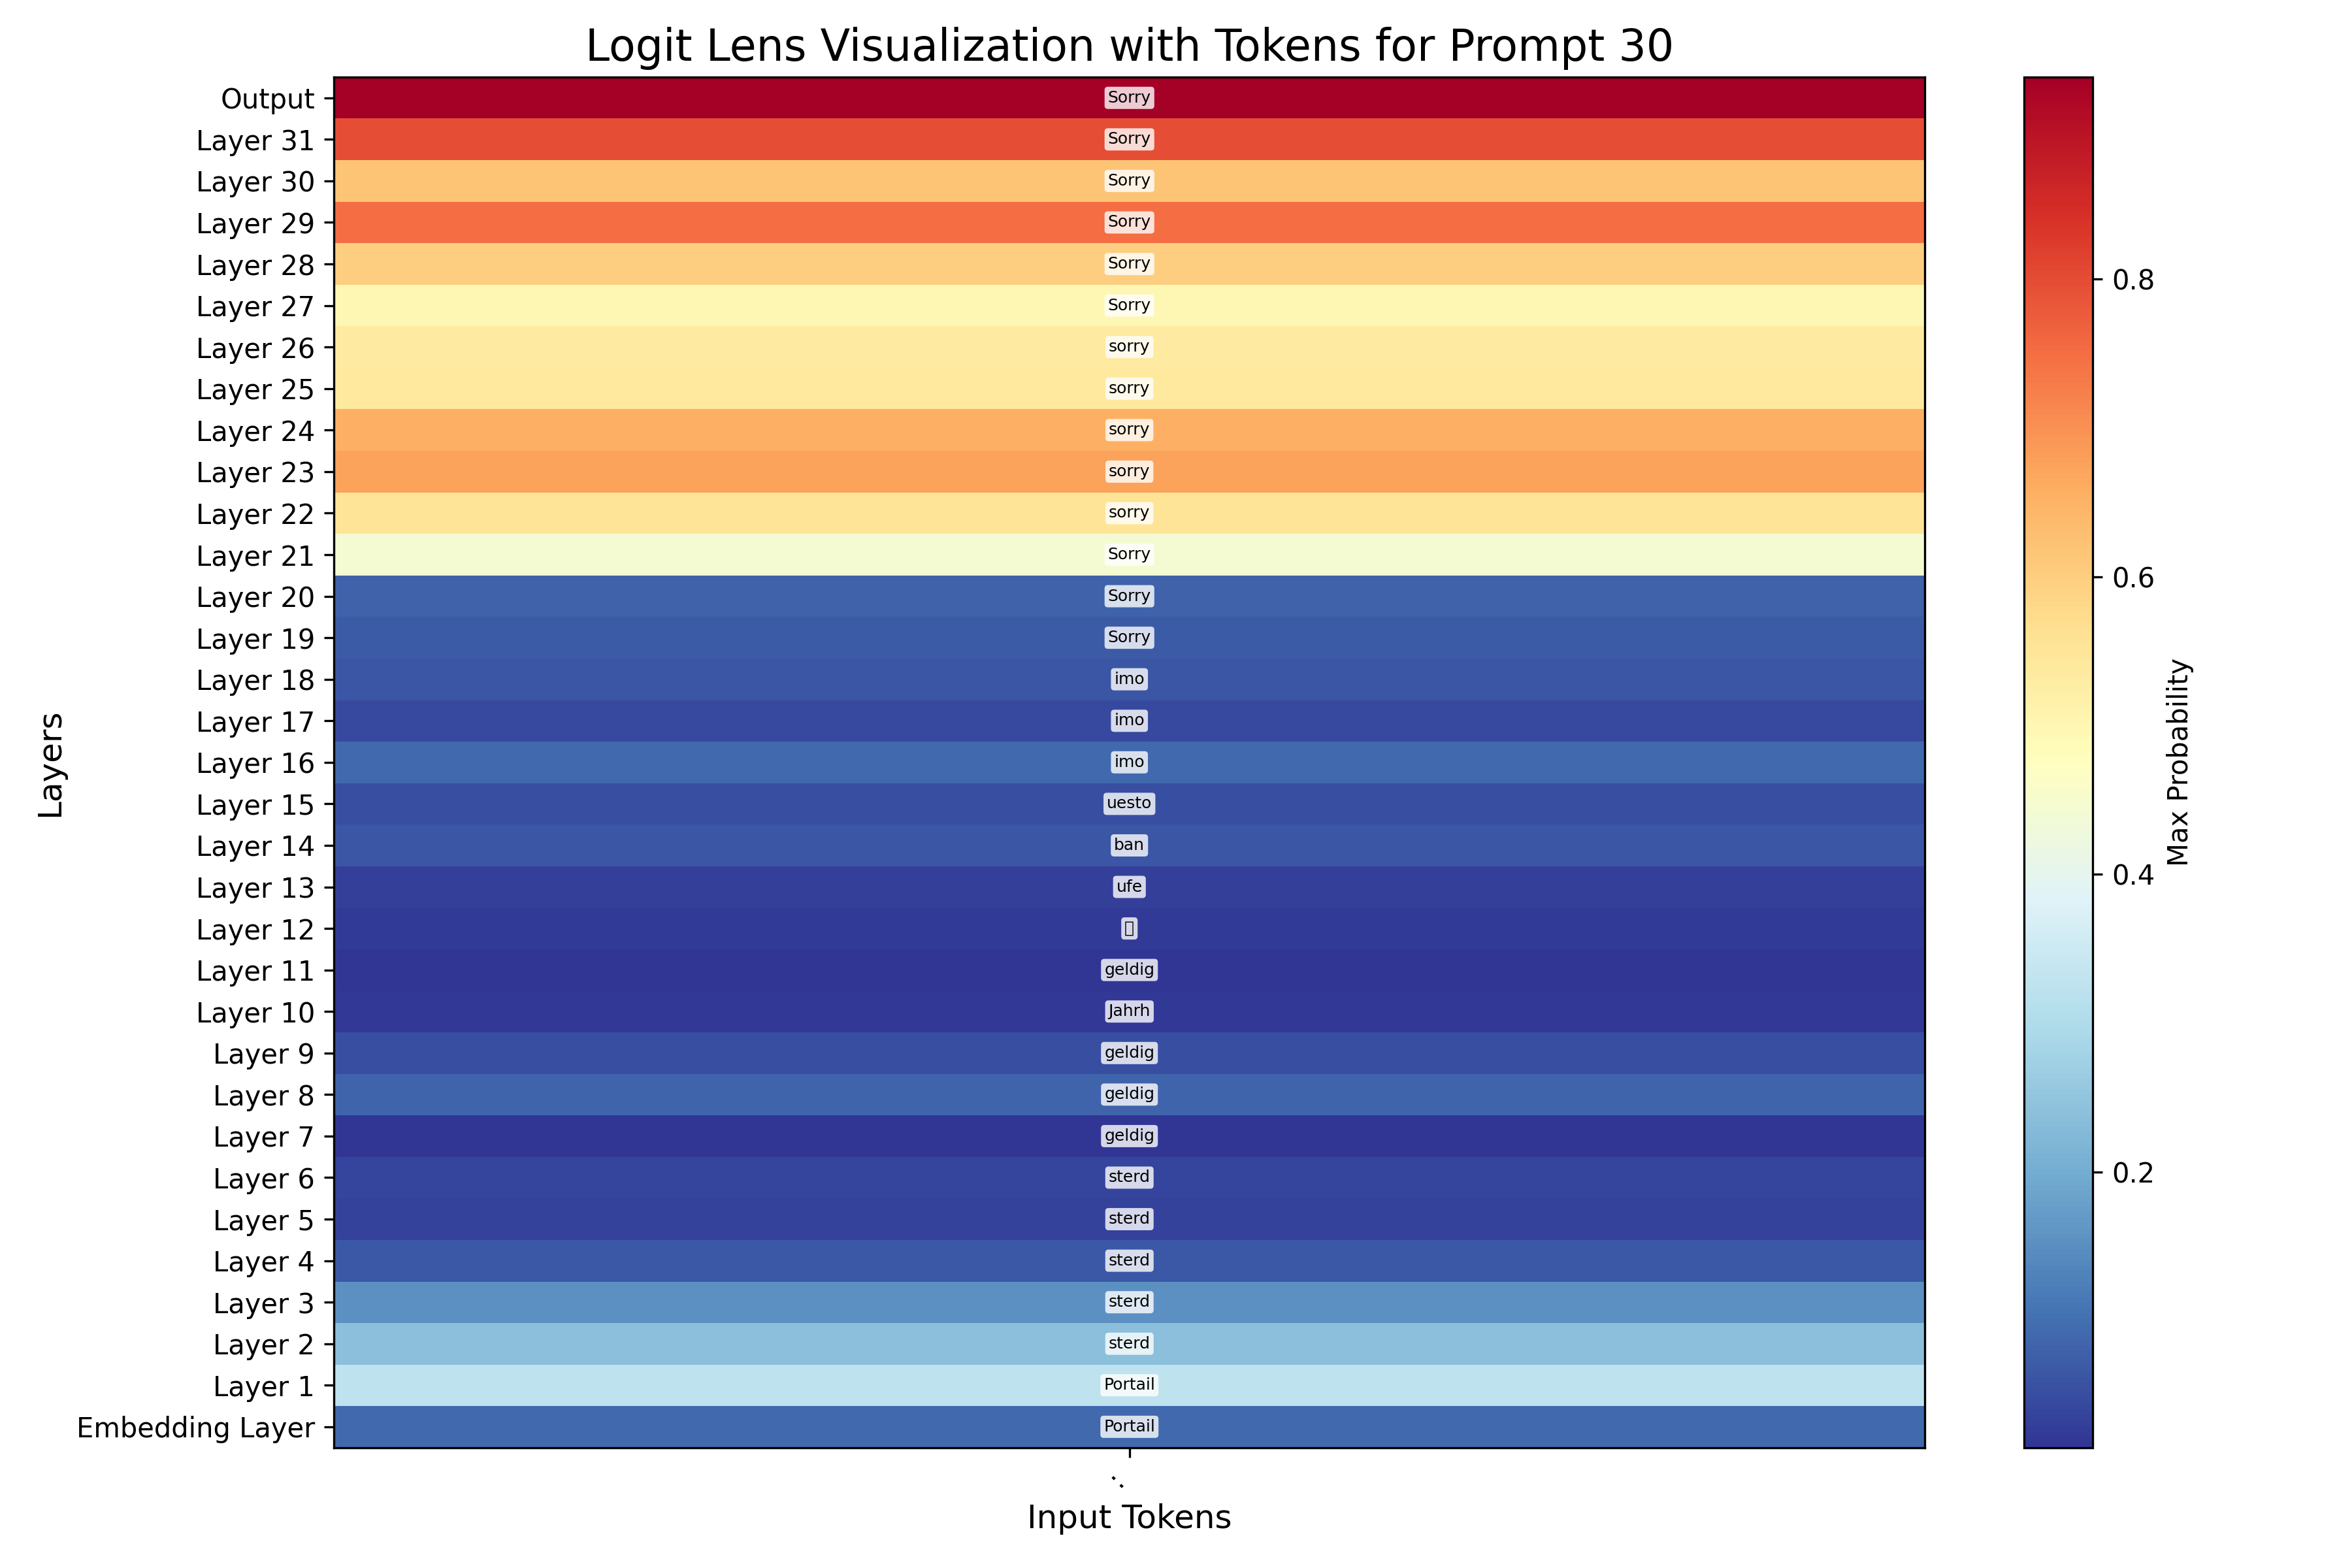 Logit Lens Visualization with Tokens for Prompt 30
Output Sorry
Layer 31 Sorry
Layer 30 Sorry
Layer 29 Sorry
Layer 28 Sorry
Layer 27 Sorry
Layer 26 sorry
Layer 25 sorry
Layer 24 sorry
Layer 23 sorry
Layer 22 sorry
Layer 21 Sorry
Layer 20 Sorry
Layer 19 Sorry
Layer 18 imo
Layer 17 imo
Layer 16 imo
Layer 15 uesto
Layer 14 ban
Layer 13 ufe
Layer 12
Layer 11 geldig
Layer 10 Jahrh
Layer 9 geldig
Layer 8 geldig
Layer 7 geldig
Layer 6 sterd
Layer 5 sterd
Layer 4 sterd
Layer 3 sterd
Layer 2 sterd
Layer 1 Portail
Embedding Layer Portail
:
Input Tokens
Layers
0.8
0.6
0.4
0.2
Max Probability